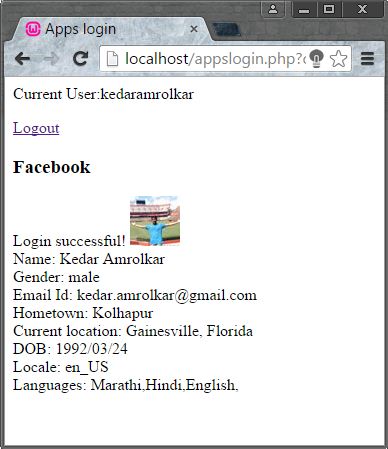 Apps login
localhost/appslogin.php?c
Current User:kedaramrolkar
Logout
Facebook
Login successful!
Name: Kedar Amrolkar
Gender: male
Email Id: kedar.amrolkar@gmail.com
Hometown: Kolhapur
Current location: Gainesville, Florida
DOB: 1992/03/24
Locale: en_US
Languages: Marathi,Hindi,English,